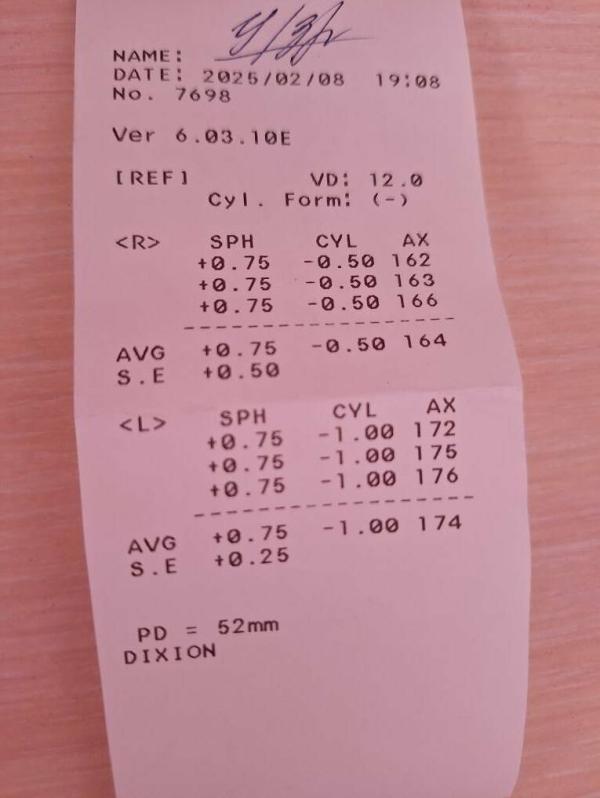 NAME:
DATE: 2025/02/08 19:08
No. 7698
Ver 6.03.10E
[REF] VD: 12.0
Cyl. Form: (-)
<R> SPH CYL AX
+0.75 -0.50 162
+0.75 -0.50 163
+0.75 -0.50 166
AVG +0.75 -0.50 164
S.E +0.50
<L> SPH CYL AX
+0.75 -1.00 172
+0.75 -1.00 175
+0.75 -1.00 176
AVG +0.75 -1.00 174
S.E +0.25
PD = 52mm
DIXION